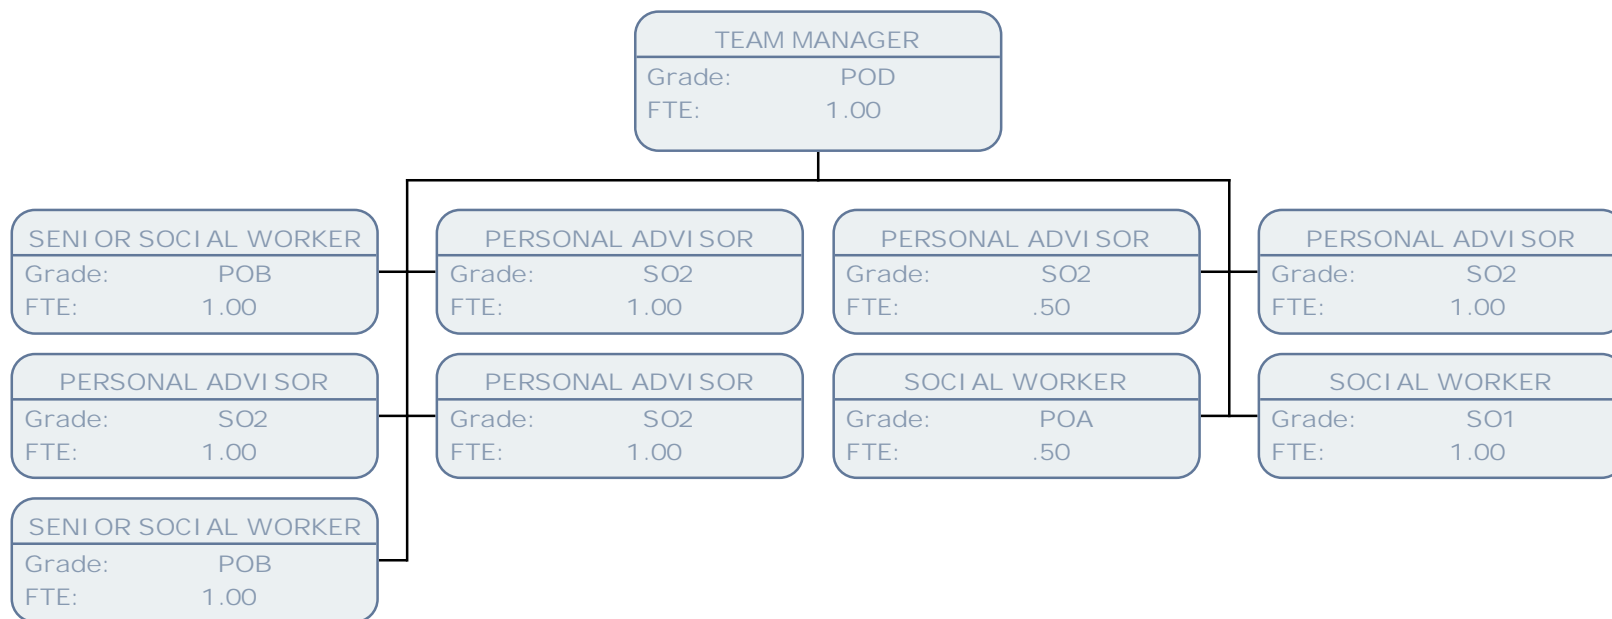 TEAM MANAGER
Grade: POD
FTE: 1.00
SENIOR SOCIAL WORKER
Grade: POB
FTE: 1.00
PERSONAL ADVISOR
Grade: SO2
FTE: 1.00
PERSONAL ADVISOR
Grade: SO2
FTE: .50
PERSONAL ADVISOR
Grade: SO2
FTE: 1.00
PERSONAL ADVISOR
Grade: SO2
FTE: 1.00
PERSONAL ADVISOR
Grade: SO2
FTE: 1.00
SOCIAL WORKER
Grade: POA
FTE: .50
SOCIAL WORKER
Grade: SO1
FTE: 1.00
SENIOR SOCIAL WORKER
Grade: POB
FTE: 1.00